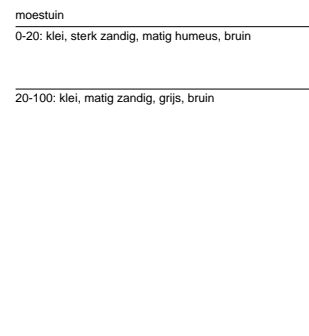 moestuin
0-20: klei, sterk zandig, matig humeus, bruin
20-100: klei, matig zandig, grijs, bruin